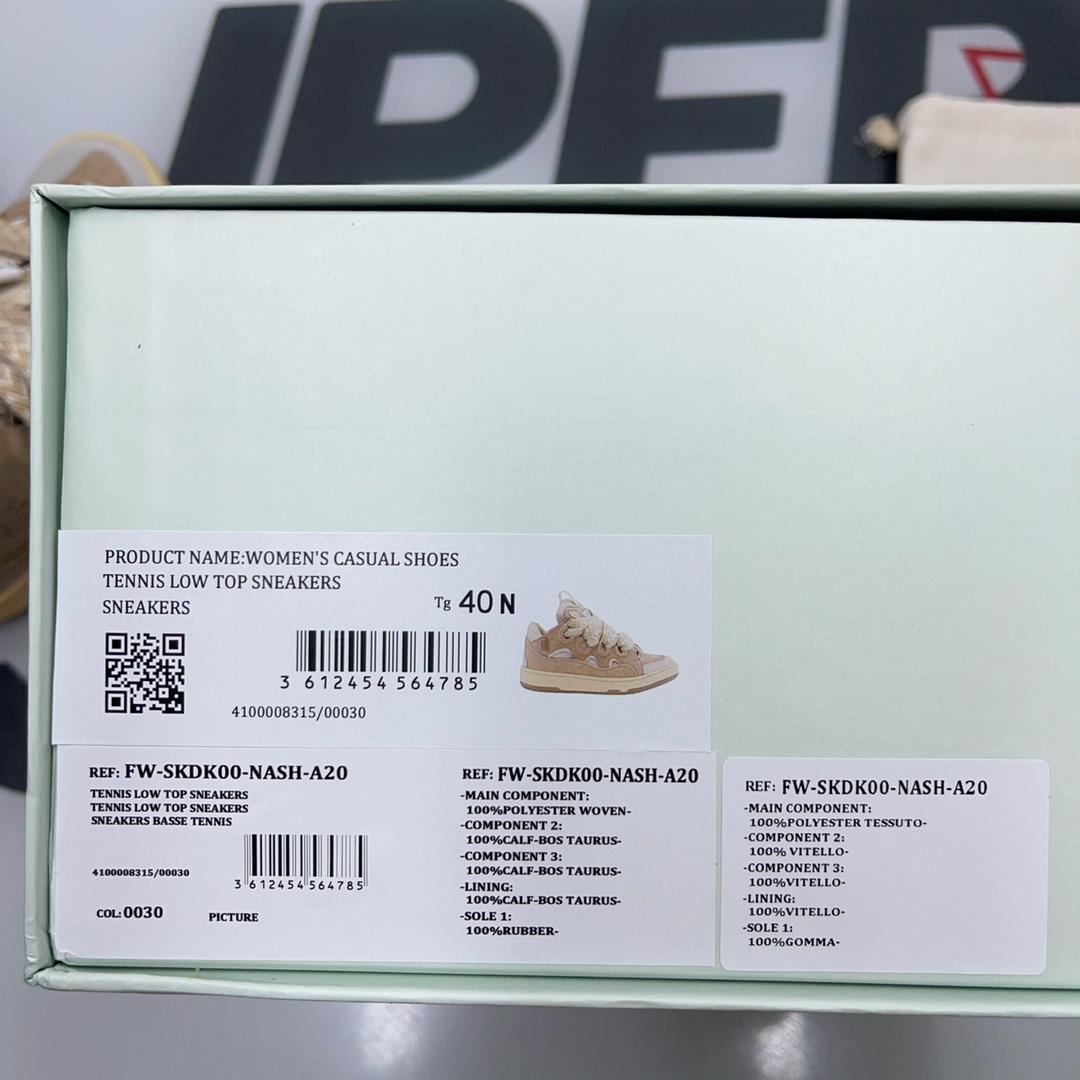 IPFR
PRODUCT NAME:WOMEN'S CASUAL SHOES
TENNIS LOW TOP SNEAKERS
SNEAKERS
Tg 40 N
3 612454 564785
4100008315/00030
REF: FW-SKDK00-NASH-A20
TENNIS LOW TOP SNEAKERS
TENNIS LOW TOP SNEAKERS
SNEAKERS BASSE TENNIS
4100008315/00030
3 612454 564785
COL: 0030
PICTURE
REF: FW-SKDK00-NASH-A20
-MAIN COMPONENT:
100%POLYESTER WOVEN-
-COMPONENT 2:
100%CALF-BOS TAURUS-
-COMPONENT 3:
100%CALF-BOS TAURUS-
-LINING:
100%CALF-BOS TAURUS-
-SOLE 1:
100%RUBBER-
REF: FW-SKDK00-NASH-A20
-MAIN COMPONENT:
100%POLYESTER TESSUTO-
-COMPONENT 2:
100% VITELLO-
-COMPONENT 3:
100%VITELLO-
-LINING:
100%VITELLO-
-SOLE 1:
100%GOMMA-